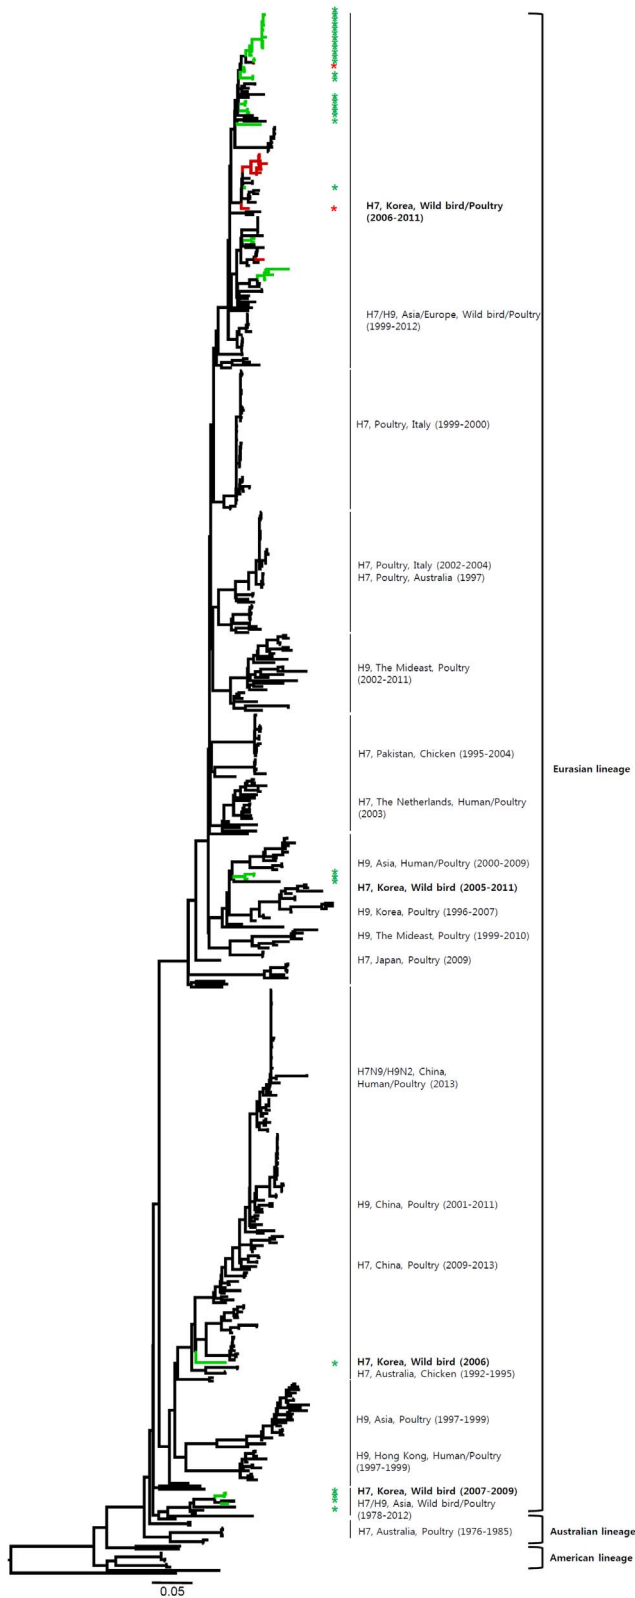 H7, Korea, Wild bird/Poultry
(2006-2011)
H7/H9, Asia/Europe, Wild bird/Poultry
(1999-2012)
H7, Poultry, Italy (1999-2000)
H7, Poultry, Italy (2002-2004)
H7, Poultry, Australia (1997)
H9, The Mideast, Poultry
(2002-2011)
H7, Pakistan, Chicken (1995-2004)
Eurasian lineage
H7, The Netherlands, Human/Poultry
(2003)
H9, Asia, Human/Poultry (2000-2009)
H7, Korea, Wild bird (2005-2011)
H9, Korea, Poultry (1996-2007)
H9, The Mideast, Poultry (1999-2010)
H7, Japan, Poultry (2009)
H7N9/H9N2, China,
Human/Poultry (2013)
H9, China, Poultry (2001-2011)
H7, China, Poultry (2009-2013)
H7, Korea, Wild bird (2006)
H7, Australia, Chicken (1992-1995)
H9, Asia, Poultry (1997-1999)
H9, Hong Kong, Human/Poultry
(1997-1999)
H7, Korea, Wild bird (2007-2009)
H7/H9, Asia, Wild bird/Poultry
(1978-2012)
H7, Australia, Poultry (1976-1985)
Australian lineage
American lineage
0.05